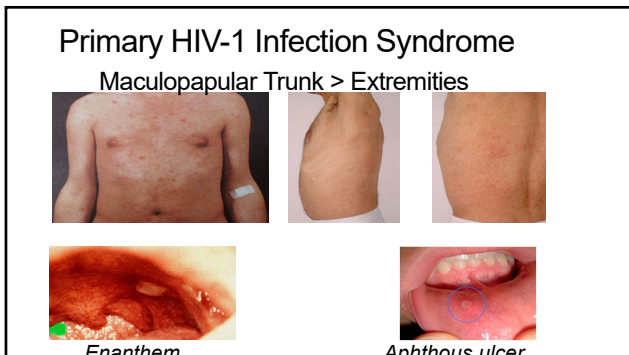 Primary HIV-1 Infection Syndrome
Maculopapular Trunk > Extremities
Enanthem
Aphthous ulcer